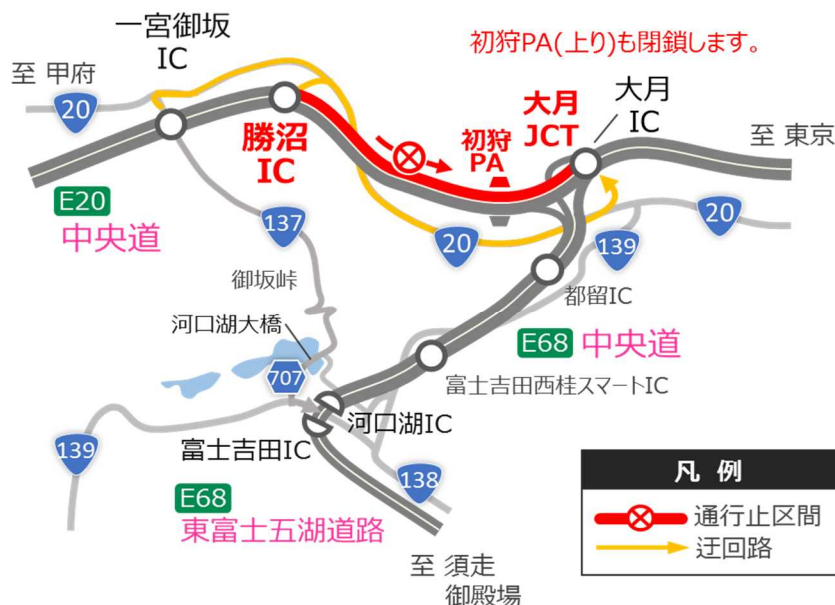 一宮御坂
IC
初狩PA(上り)も閉鎖します。
至 甲府
20
勝沼
IC
初狩
PA
大月
JCT
大月
IC
至 東京
E20
中央道
137
20
139
20
御坂峠
都留IC
河口湖大橋
E68 中央道
707
富士吉田西桂スマートIC
河口湖IC
富士吉田IC
139
138
E68
東富士五湖道路
至 須走
御殿場
凡 例
通行止区間
迂回路